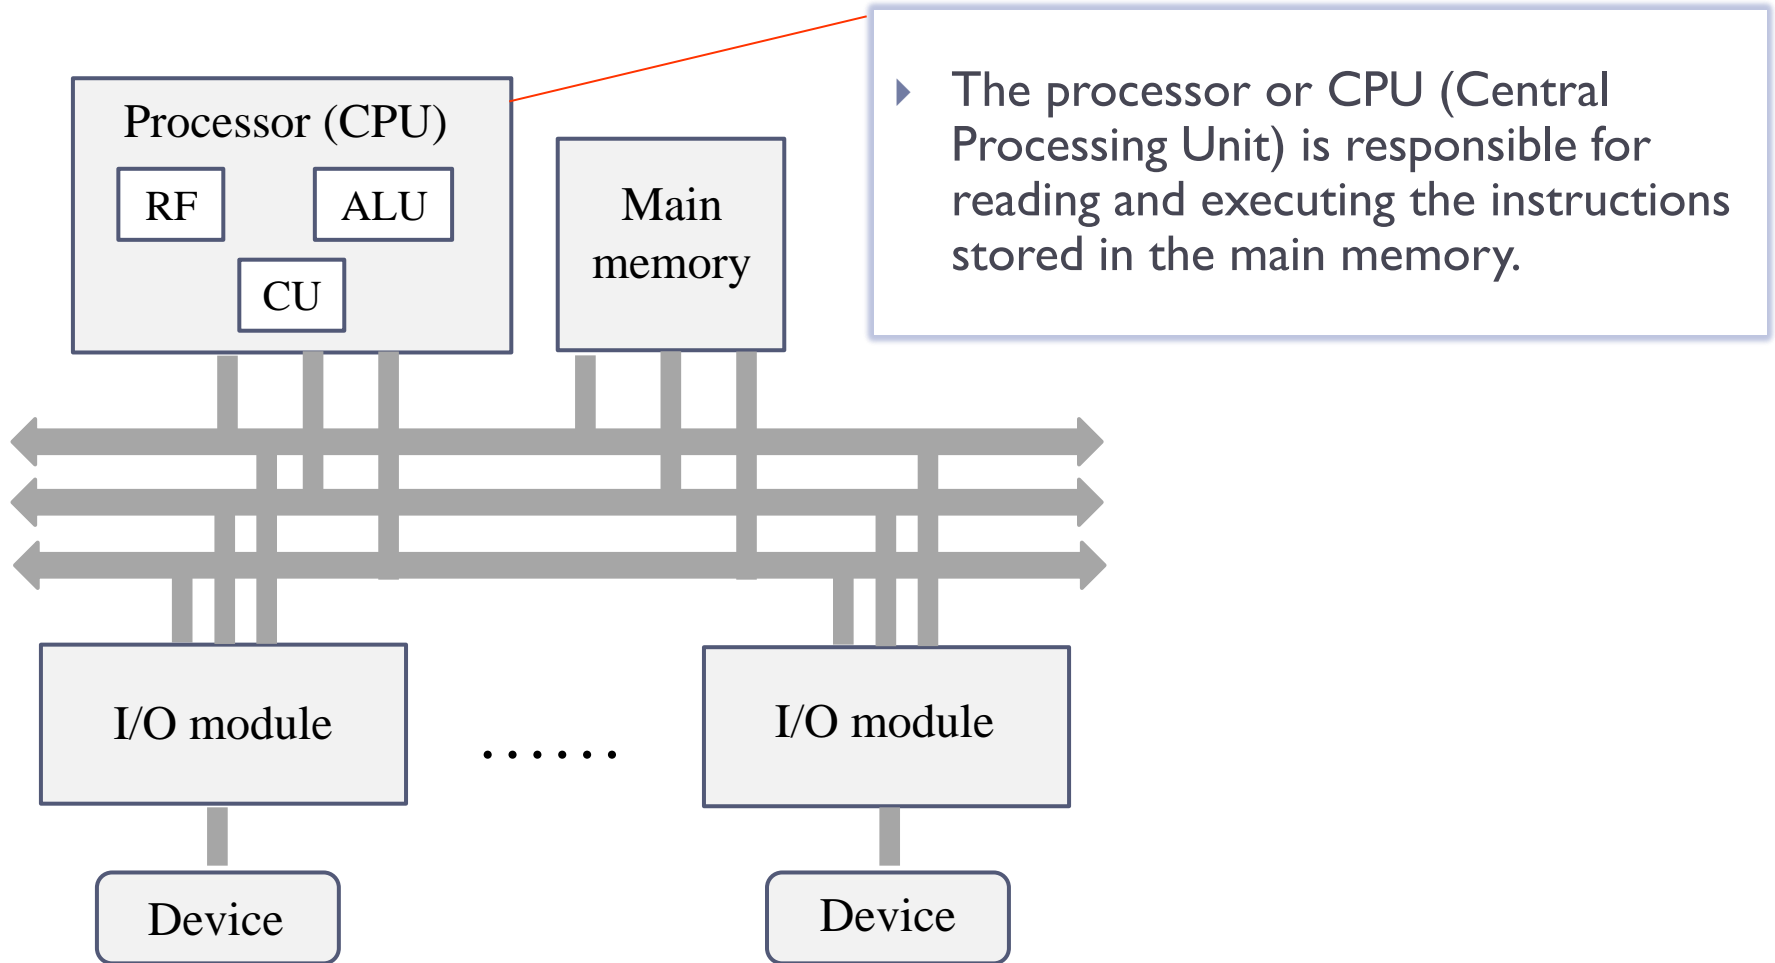 Processor (CPU)
RF
ALU
CU
Main
memory
The processor or CPU (Central
Processing Unit) is responsible for
reading and executing the instructions
stored in the main memory.
I/O module
......
I/O module
Device
Device